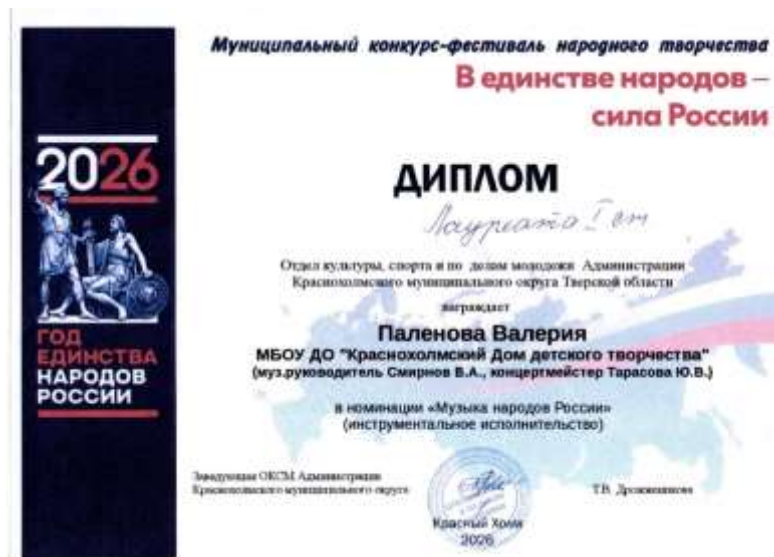 Муниципальный конкурс-фестиваль народного творчества
В единстве народов –
сила России
2026
ГОД
ЕДИНСТВА
НАРОДОВ
РОССИИ
ДИПЛОМ
Лауреата I ст
Отдел культуры, спорта и по делам молодежи Администрации
Краснохолмского муниципального округа Тверской области
награждает
Паленова Валерия
МБОУ ДО "Краснохолмский Дом детского творчества"
(муз.руководитель Смирнов В.А., концертмейстер Тарасова Ю.В.)
в номинации «Музыка народов России»
(инструментальное исполнительство)
Заведующая ОКСМ Администрации
Краснохолмского муниципального округа
Т.В.
Красный Холм
2026